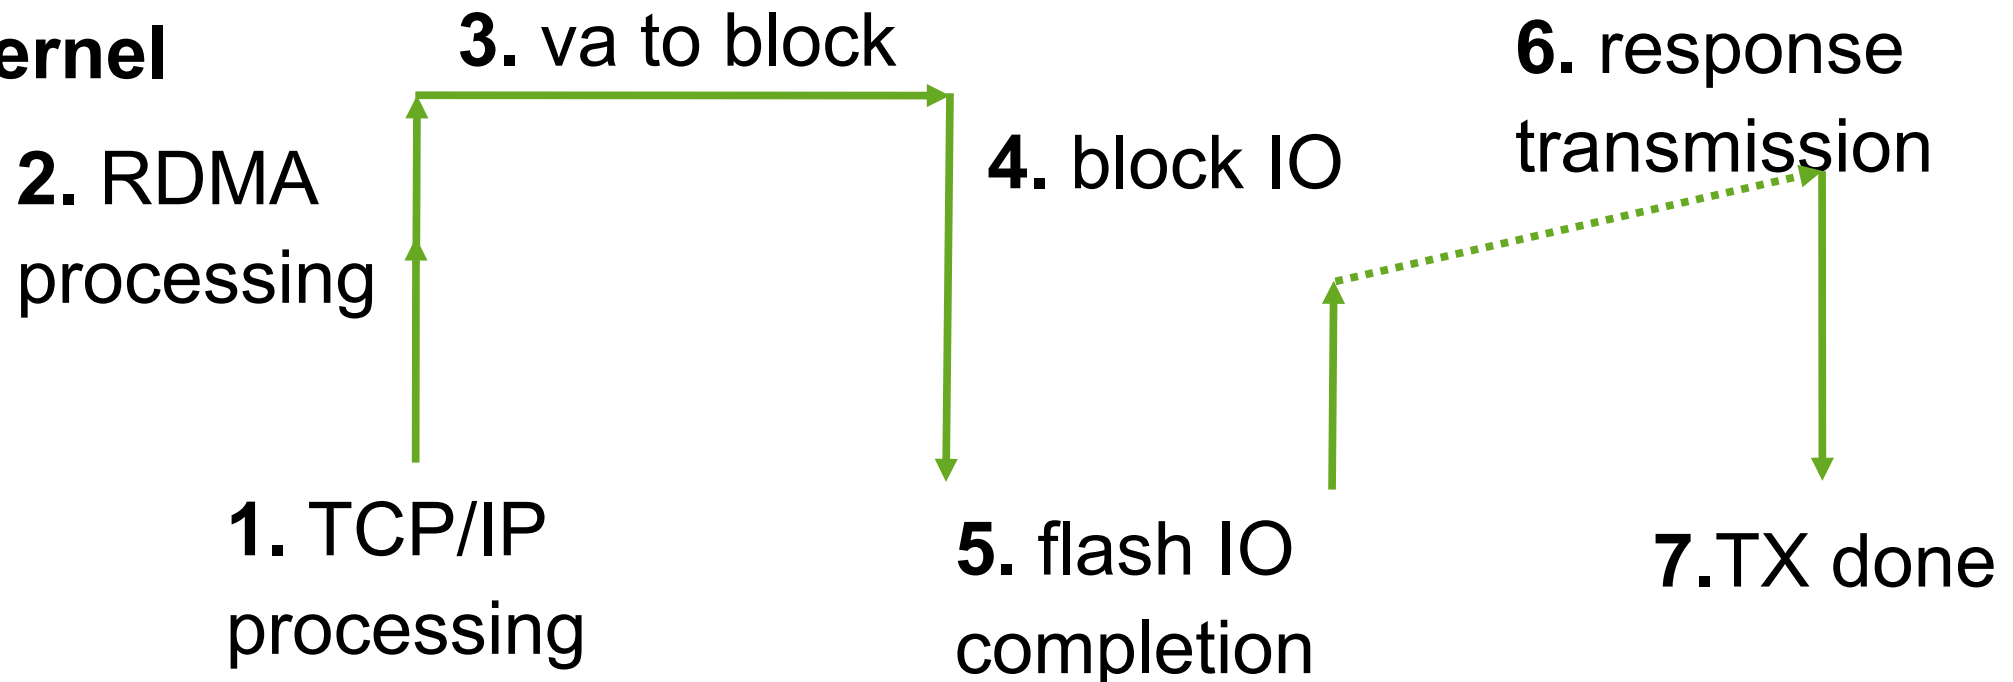 ernel
3. va to block
6. response
transmission
2. RDMA
processing
4. block IO
1. TCP/IP
processing
5. flash IO
completion
7.TX done